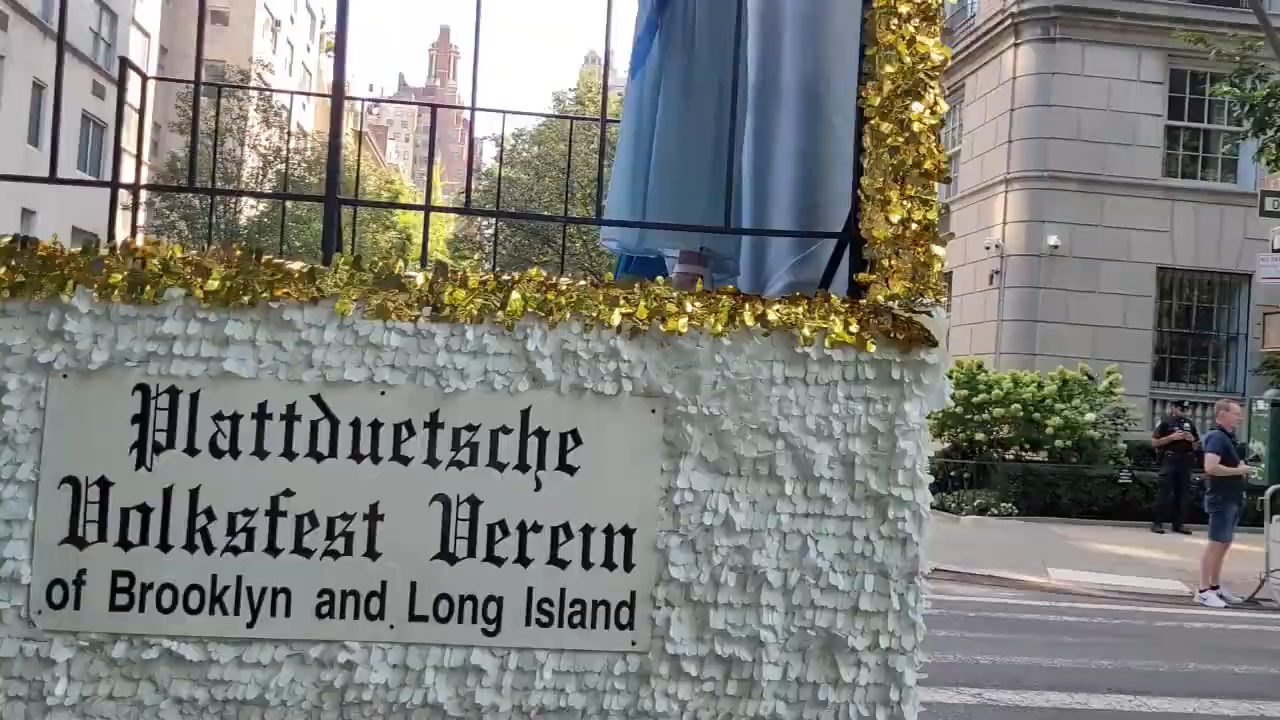 Plattduetsche
Volksfest Verein
of Brooklyn and Long Island